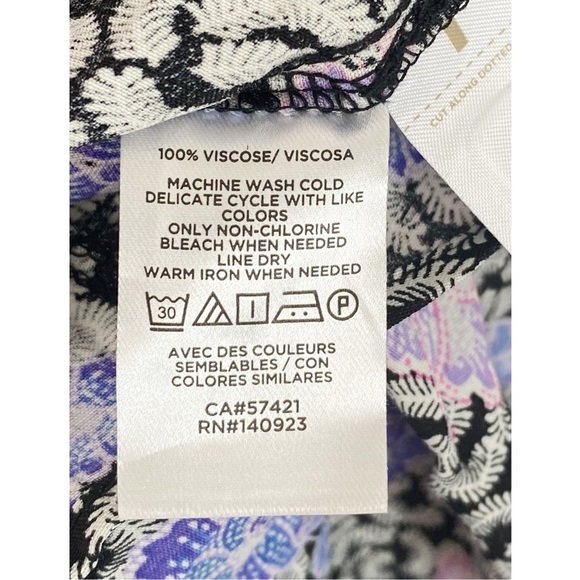 CUT ALONG DOTTED
100% VISCOSE/ VISCOSA
MACHINE WASH COLD
DELICATE CYCLE WITH LIKE
COLORS
ONLY NON-CHLORINE
BLEACH WHEN NEEDED
LINE DRY
WARM IRON WHEN NEEDED
30 P
AVEC DES COULEURS
SEMBLABLES / CON
COLORES SIMILARES
CA#57421
RN#140923